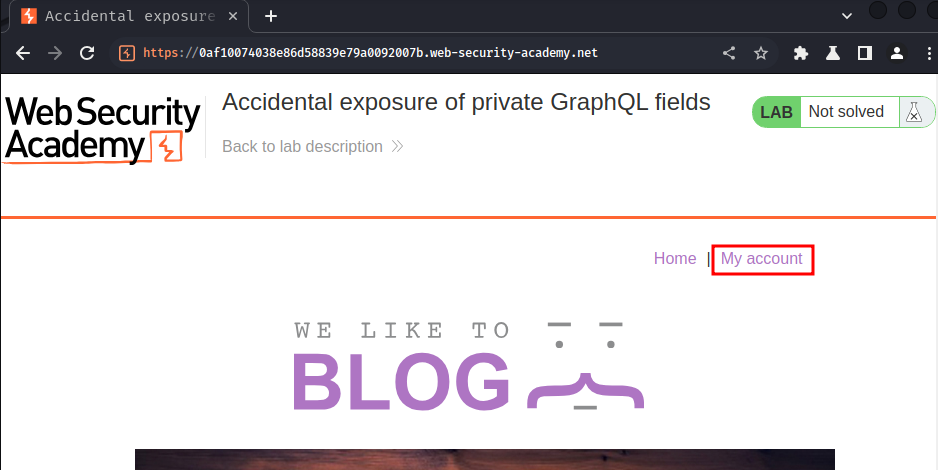 Accidental exposure
https://0af10074038e86d58839e79a0092007b.web-security-academy.net
Web Security
Academy
Accidental exposure of private GraphQL fields
Back to lab description
LAB Not solved
Home | My account
WE LIKE TO
BLOG